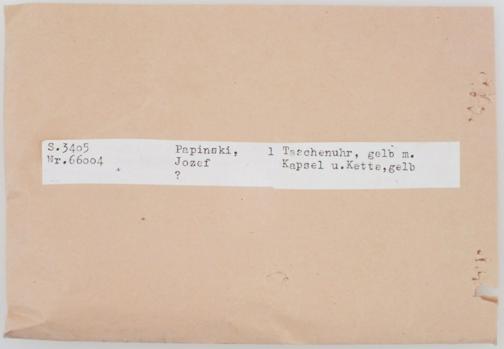 S.3405 Papinski, 1 Taschenuhr, gelb m.
Nr.66004 Jozef Kapsel u.Kette,gelb
?